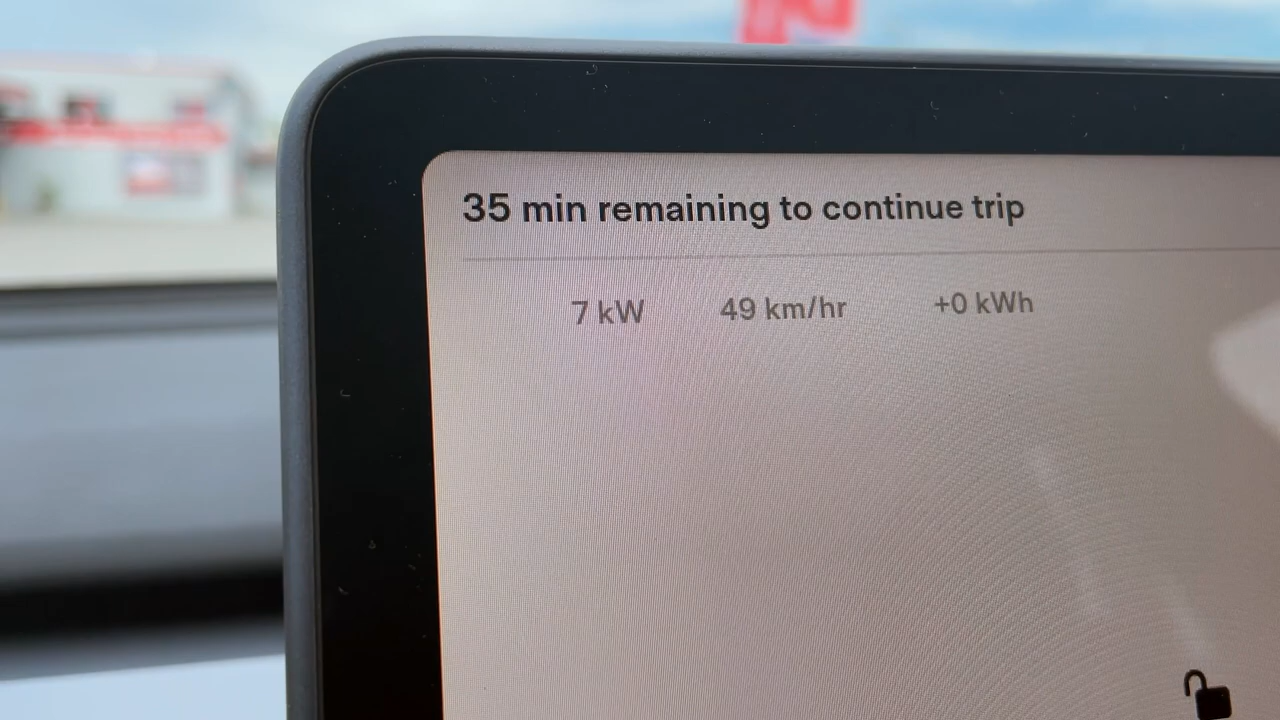 35 min remaining to continue trip
7 kW 49 km/hr +0 kWh